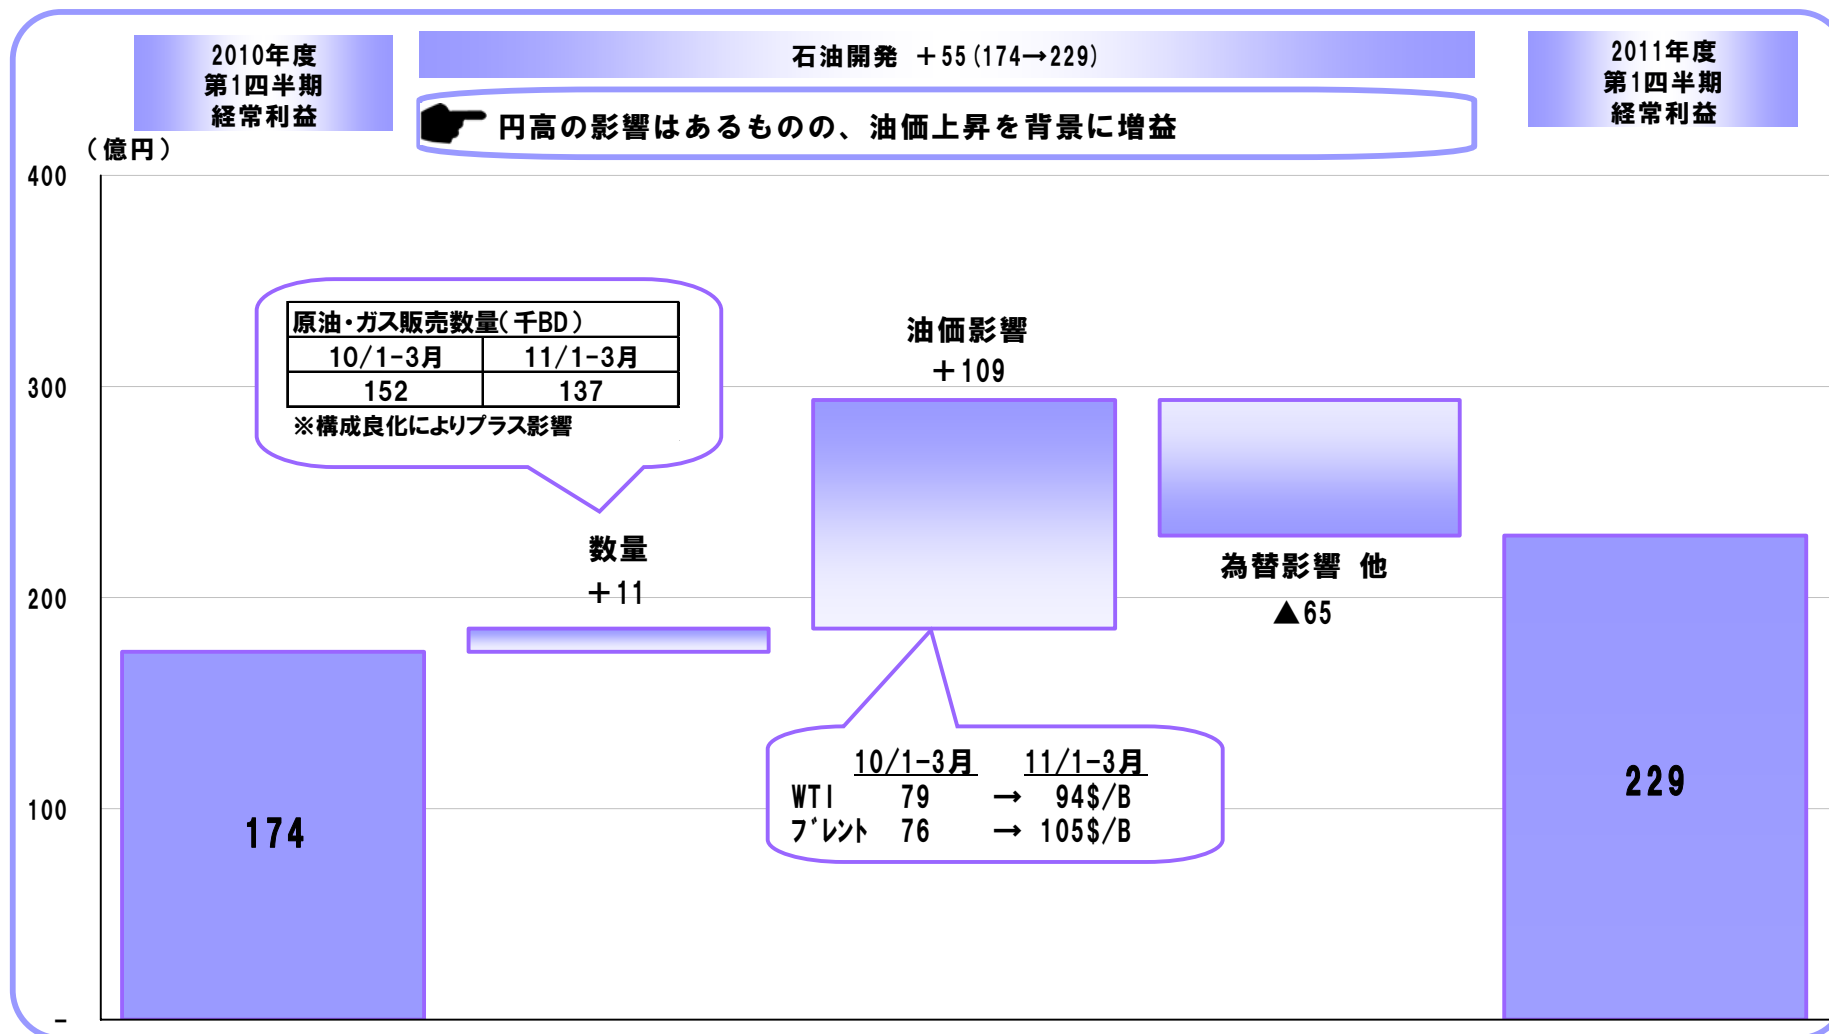 2010年度
第1四半期
経常利益
石油開発 ＋55(174→229)
2011年度
第1四半期
経常利益
円高の影響はあるものの、油価上昇を背景に増益
（億円）
400
300
200
100
－
原油・ガス販売数量(千BD)
10/1-3月 11/1-3月
152 137
※構成良化によりプラス影響
数量
＋11
油価影響
＋109
為替影響 他
▲65
10/1-3月 11/1-3月
WTI 79 → 94$/B
ﾌﾞﾚﾝﾄ 76 → 105$/B
174
229